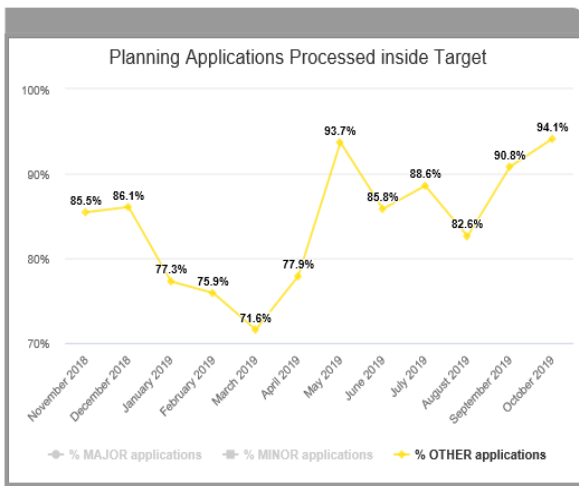 Planning Applications Processed inside Target
100%
90%
80%
70%
85.5%
86.1%
77.3%
75.9%
71.6%
77.9%
93.7%
85.8%
88.6%
82.6%
90.8%
94.1%
November 2018
December 2018
January 2019
February 2019
March 2019
April 2019
May 2019
June 2019
July 2019
August 2019
September 2019
October 2019
% MAJOR applications
% MINOR applications
% OTHER applications